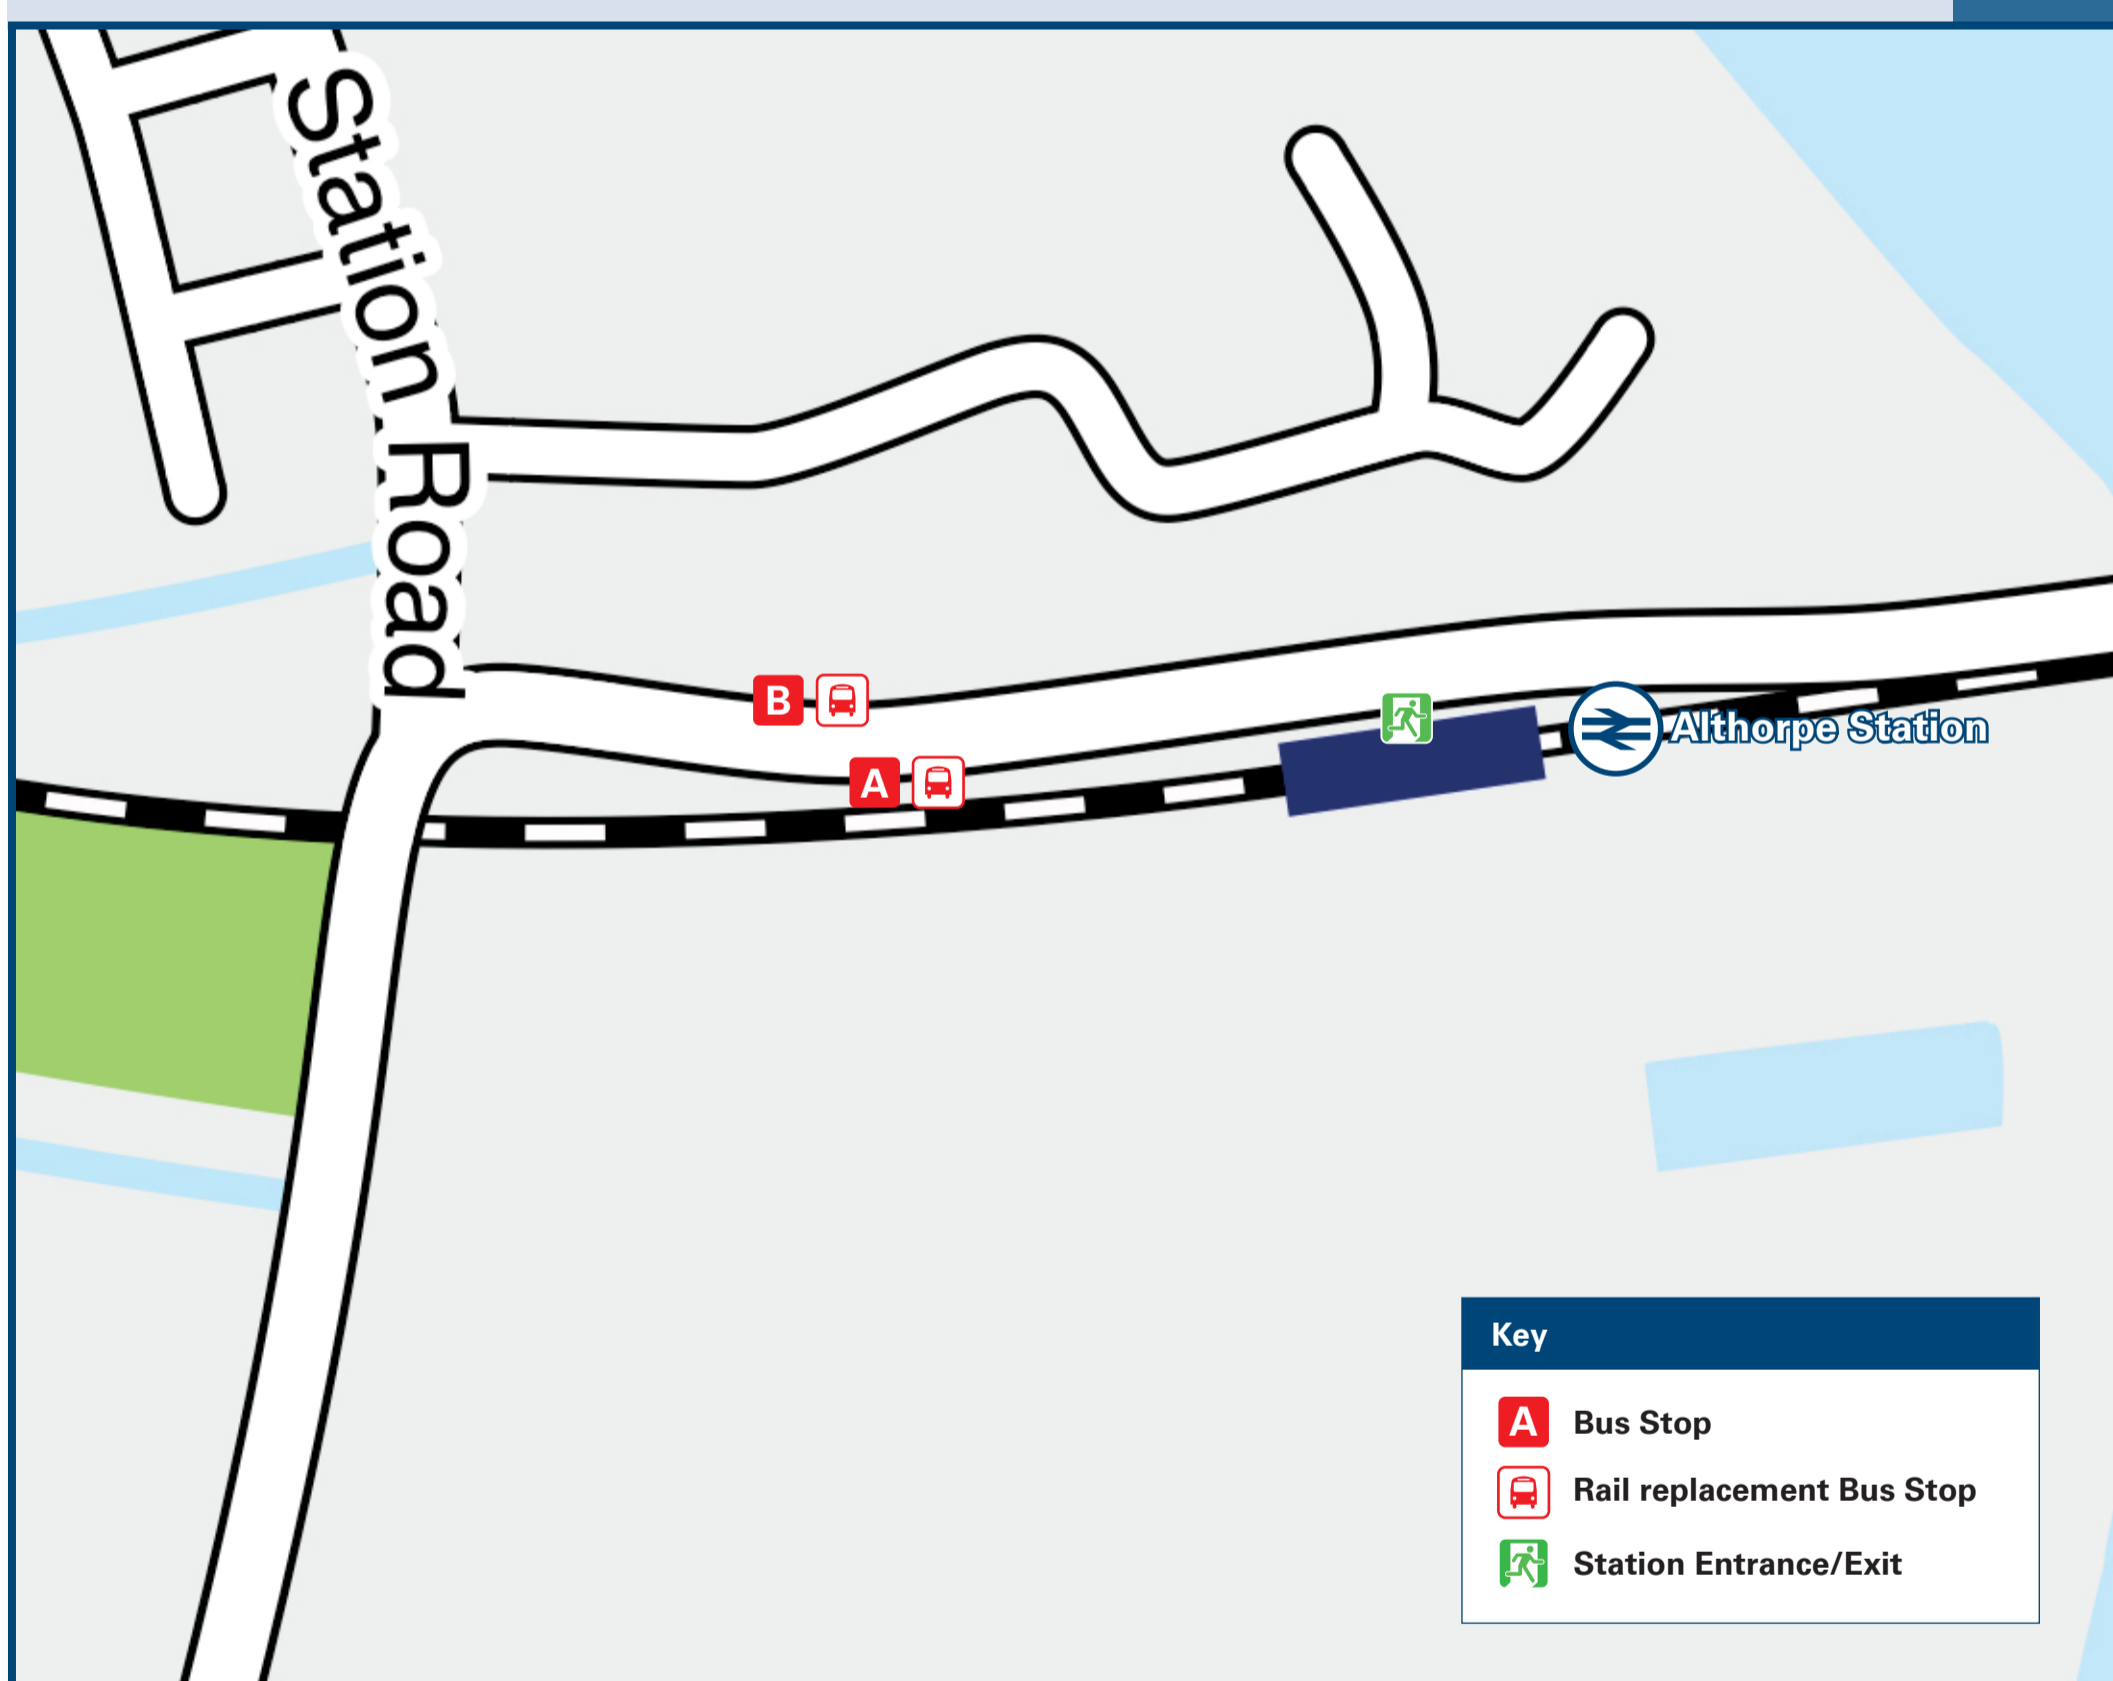 Station Road
B
A
Althorpe Station
Key
A Bus Stop
Rail replacement Bus Stop
Station Entrance/Exit